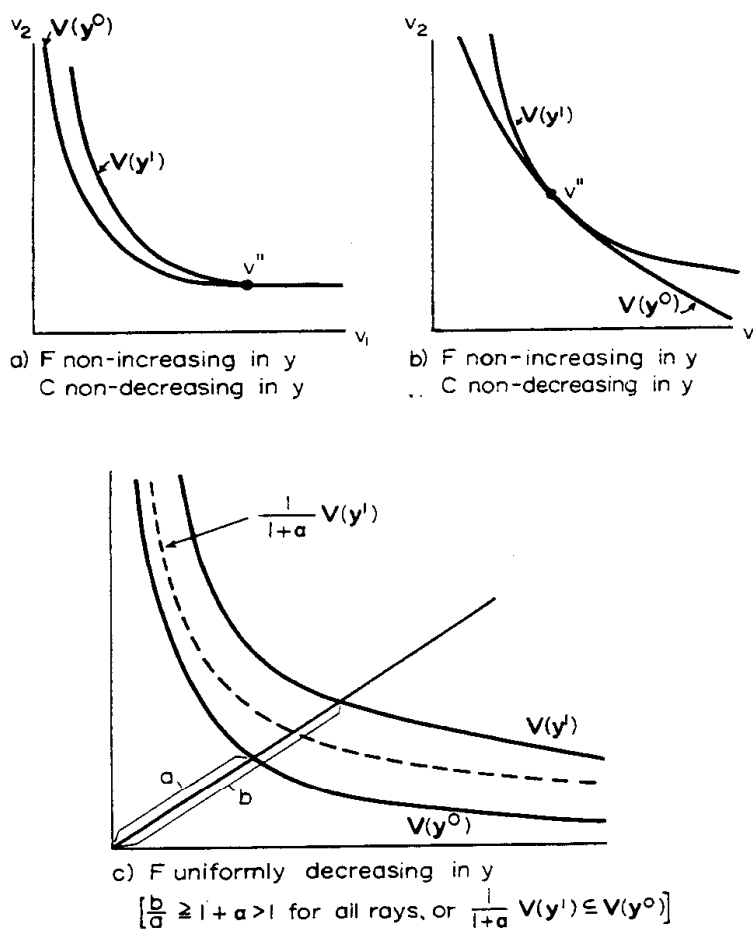 v₂ V(y⁰)
V(y¹)
v"
v₁
a) F non-increasing in y
C non-decreasing in y
v₂
V(y¹)
v"
V(y⁰)
v
b) F non-increasing in y
C non-decreasing in y
1/(1+a) V(y¹)
V(y¹)
a
b
V(y⁰)
c) F uniformly decreasing in y
[b/a ≧ 1+a > 1 for all rays, or 1/(1+a) V(y¹) ⊆ V(y⁰)]